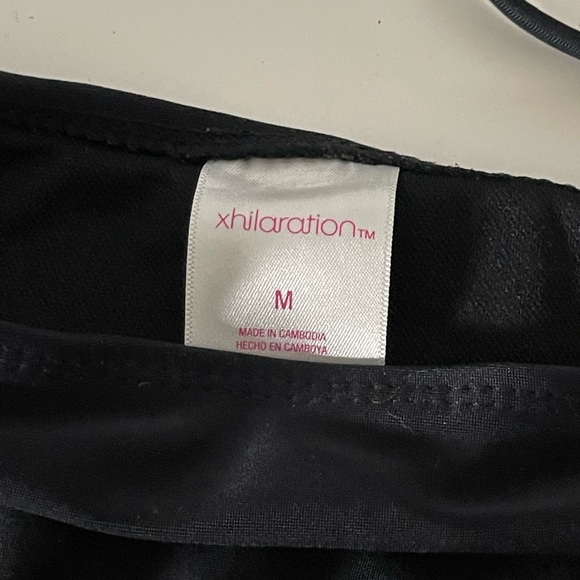 xhilaration™
M
MADE IN CAMBODIA
HECHO EN CAMBOYA